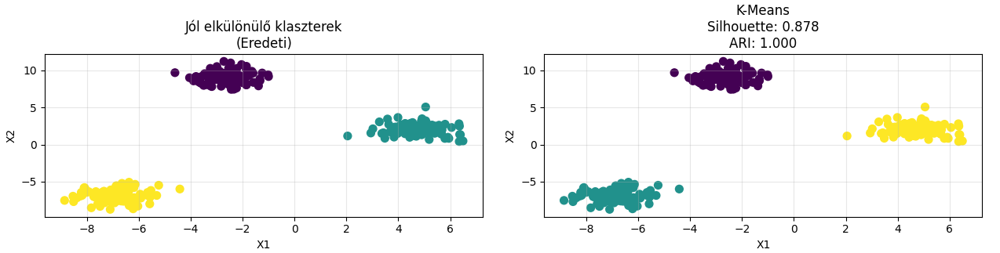 Jól elkülönülő klaszterek
(Eredeti)
10
5
0
−5
X2
−8 −6 −4 −2 0 2 4 6
X1
K-Means
Silhouette: 0.878
ARI: 1.000
10
5
0
−5
X2
−8 −6 −4 −2 0 2 4 6
X1